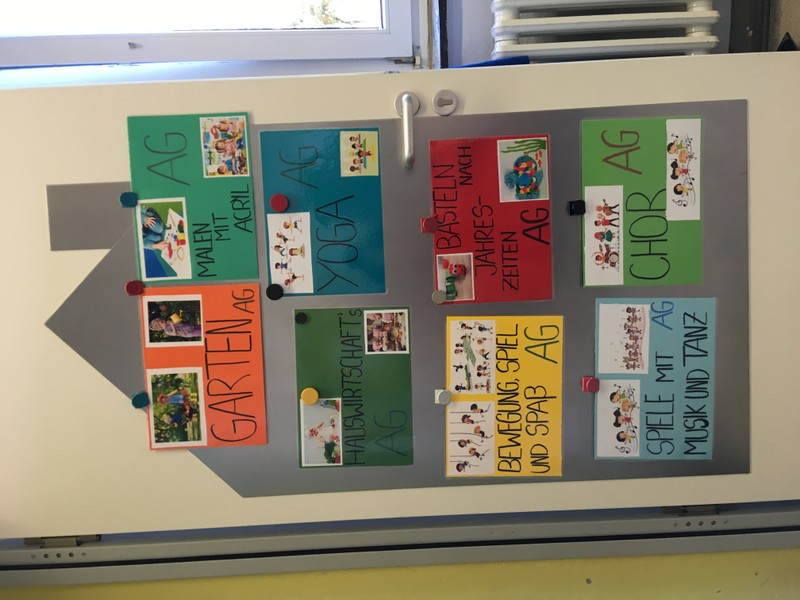 GARTEN AG
AG
MALEN
MIT
ACRIL
HAUSWIRTSCHAFT'S
AG
YOGA AG
BEWEGUNG, SPIEL
UND SPAß AG
BASTELN
NACH
JAHRES-
ZEITEN
AG
SPIELE MIT AG
MUSIK UND TANZ
CHOR AG